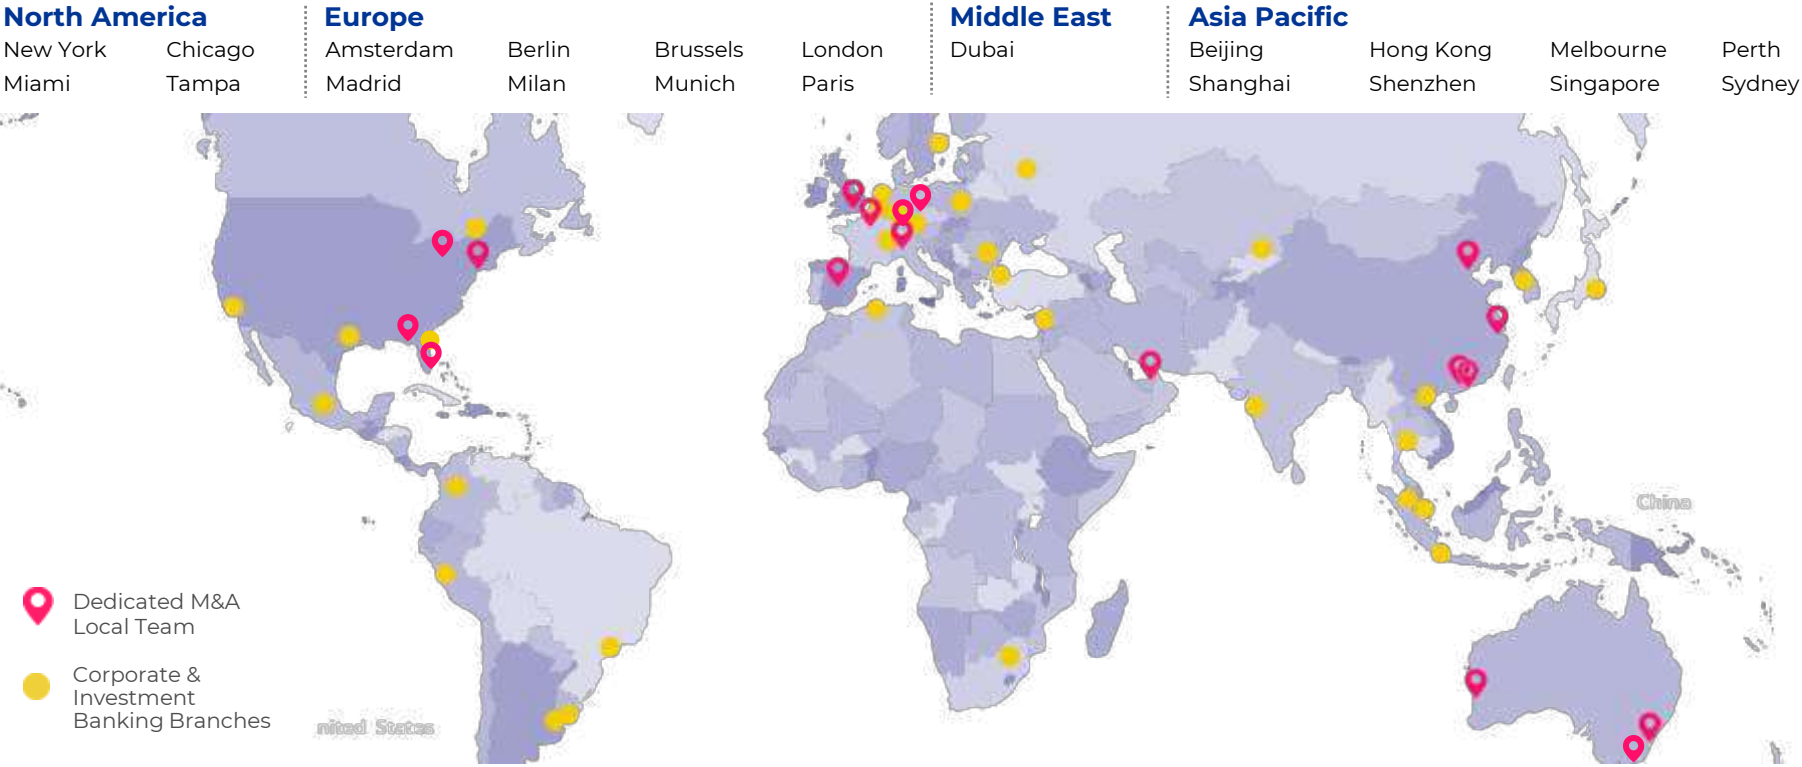 North America
New York Chicago
Miami Tampa
Europe
Amsterdam Berlin Brussels London
Madrid Milan Munich Paris
Middle East
Dubai
Asia Pacific
Beijing Hong Kong Melbourne Perth
Shanghai Shenzhen Singapore Sydney
China
Dedicated M&A
Local Team
Corporate &
Investment
Banking Branches
nited States